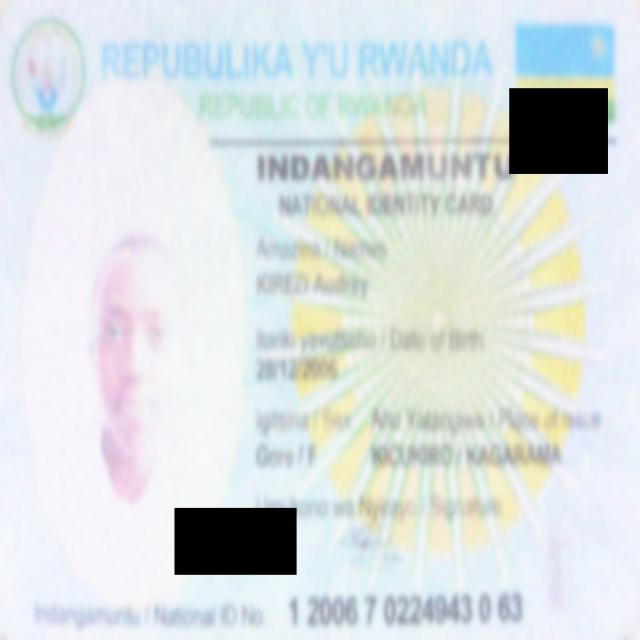 REPUBULIKA Y'U RWANDA
REPUBLIC OF RWANDA
INDANGAMUNTU
NATIONAL IDENTITY CARD
Amazina / Names
KIREZI Audrey
Itariki yavutseho / Date of Birth
28/12/2006
Igitsina / Sex Aho Yatangiwe / Place of Issue
Gore / F KICUKIRO / KAGARAMA
Umukono wa Nyirayo / Signature
Indangamuntu / National ID No. 1 2006 7 0224943 0 63